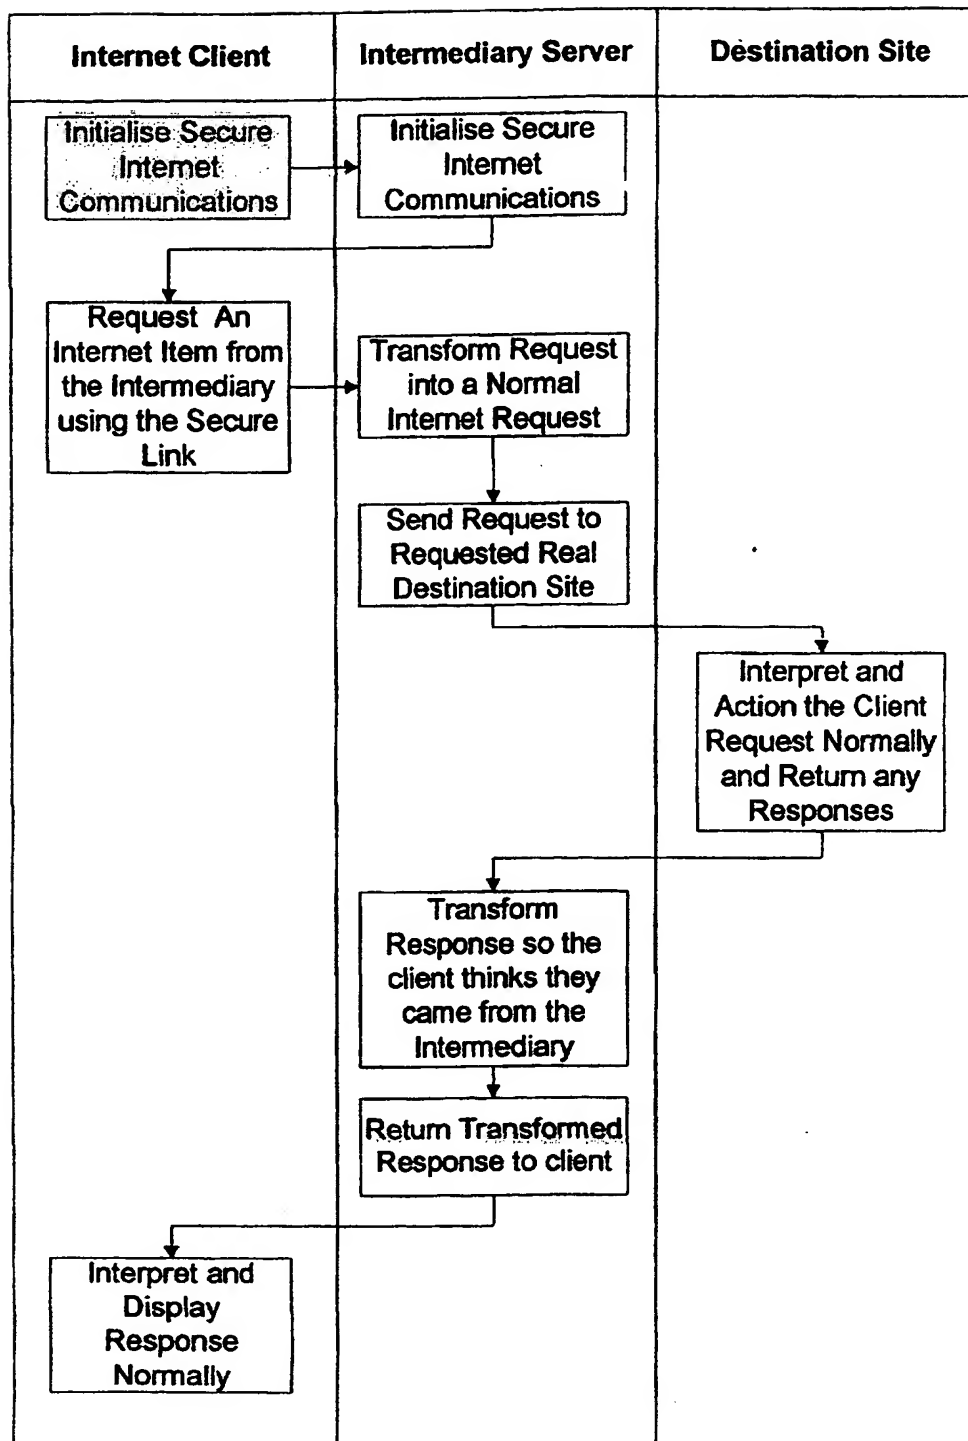 Internet Client
Intermediary Server
Destination Site
Initialise Secure
Internet
Communications
Initialise Secure
Internet
Communications
Request An
Internet Item from
the Intermediary
using the Secure
Link
Transform Request
into a Normal
Internet Request
Send Request to
Requested Real
Destination Site
Interpret and
Action the Client
Request Normally
and Return any
Responses
Transform
Response so the
client thinks they
came from the
Intermediary
Return Transformed
Response to client
Interpret and
Display
Response
Normally